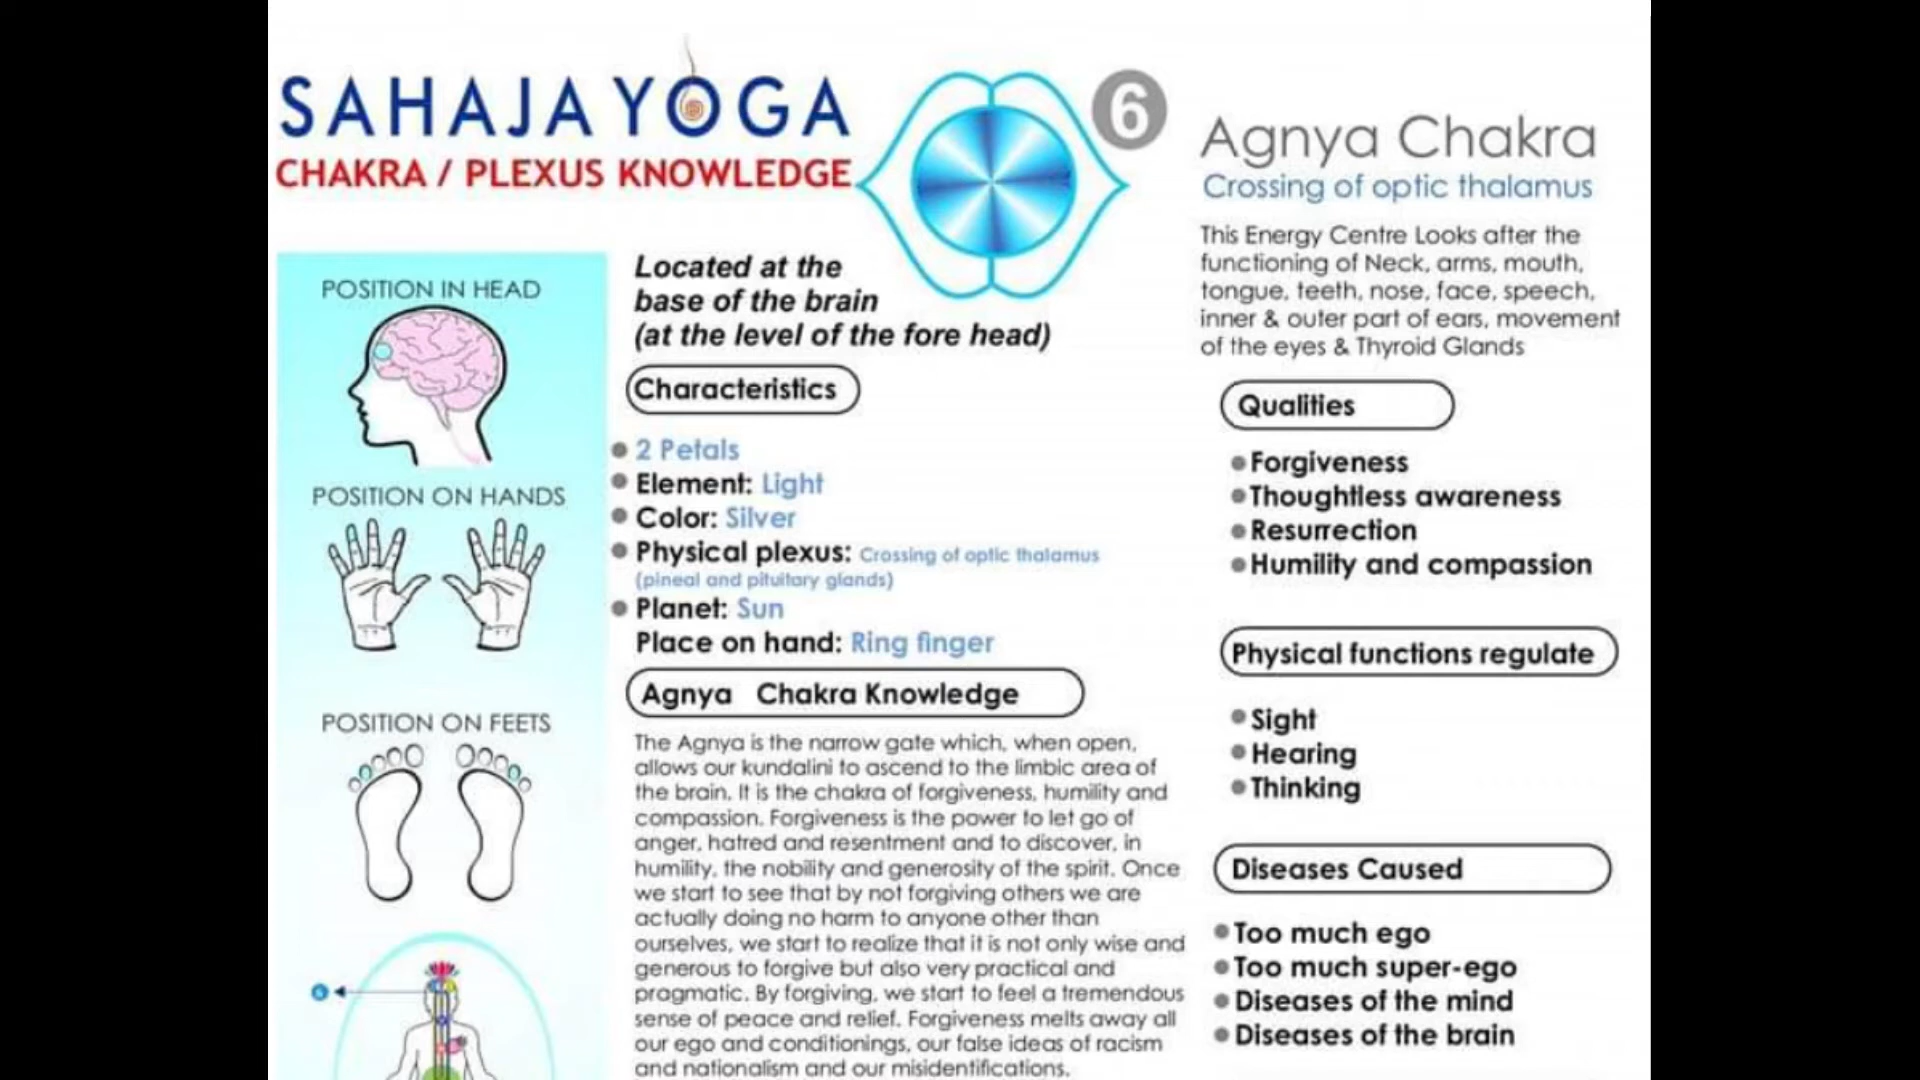 SAHAJA YOGA
CHAKRA / PLEXUS KNOWLEDGE
6
Agnya Chakra
Crossing of optic thalamus
This Energy Centre Looks after the
functioning of Neck, arms, mouth,
tongue, teeth, nose, face, speech,
inner & outer part of ears, movement
of the eyes & Thyroid Glands
POSITION IN HEAD
POSITION ON HANDS
POSITION ON FEETS
6
Located at the
base of the brain
(at the level of the fore head)
Characteristics
2 Petals
Element: Light
Color: Silver
Physical plexus: Crossing of optic thalamus
(pineal and pituitary glands)
Planet: Sun
Place on hand: Ring finger
Agnya Chakra Knowledge
The Agnya is the narrow gate which, when open,
allows our kundalini to ascend to the limbic area of
the brain. It is the chakra of forgiveness, humility and
compassion. Forgiveness is the power to let go of
anger, hatred and resentment and to discover, in
humility, the nobility and generosity of the spirit. Once
we start to see that by not forgiving others we are
actually doing no harm to anyone other than
ourselves, we start to realize that it is not only wise and
generous to forgive but also very practical and
pragmatic. By forgiving, we start to feel a tremendous
sense of peace and relief. Forgiveness melts away all
our ego and conditionings, our false ideas of racism
and nationalism and our misidentifications.
Qualities
Forgiveness
Thoughtless awareness
Resurrection
Humility and compassion
Physical functions regulate
Sight
Hearing
Thinking
Diseases Caused
Too much ego
Too much super-ego
Diseases of the mind
Diseases of the brain